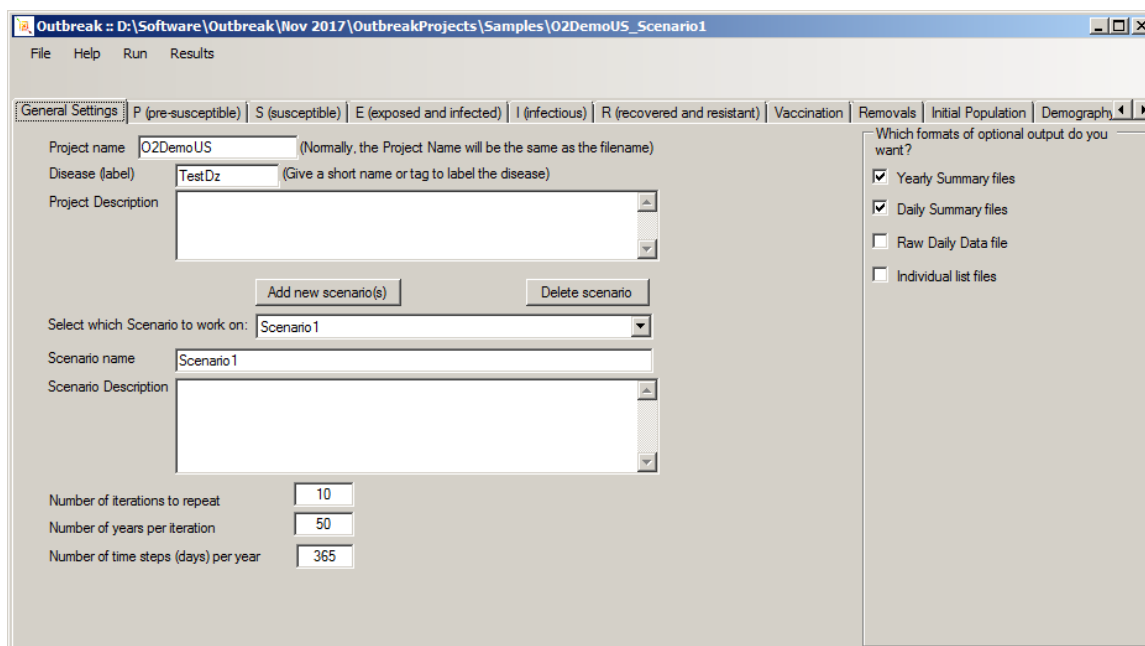 Outbreak :: D:\Software\Outbreak\Nov 2017\OutbreakProjects\Samples\O2DemoUS_Scenario1
File Help Run Results
General Settings P (pre-susceptible) S (susceptible) E (exposed and infected) I (infectious) R (recovered and resistant) Vaccination Removals Initial Population Demography
Project name O2DemoUS (Normally, the Project Name will be the same as the filename)
Disease (label) TestDz (Give a short name or tag to label the disease)
Project Description
Add new scenario(s) Delete scenario
Select which Scenario to work on: Scenario1
Scenario name Scenario1
Scenario Description
Number of iterations to repeat 10
Number of years per iteration 50
Number of time steps (days) per year 365
Which formats of optional output do you
want?
Yearly Summary files
Daily Summary files
Raw Daily Data file
Individual list files